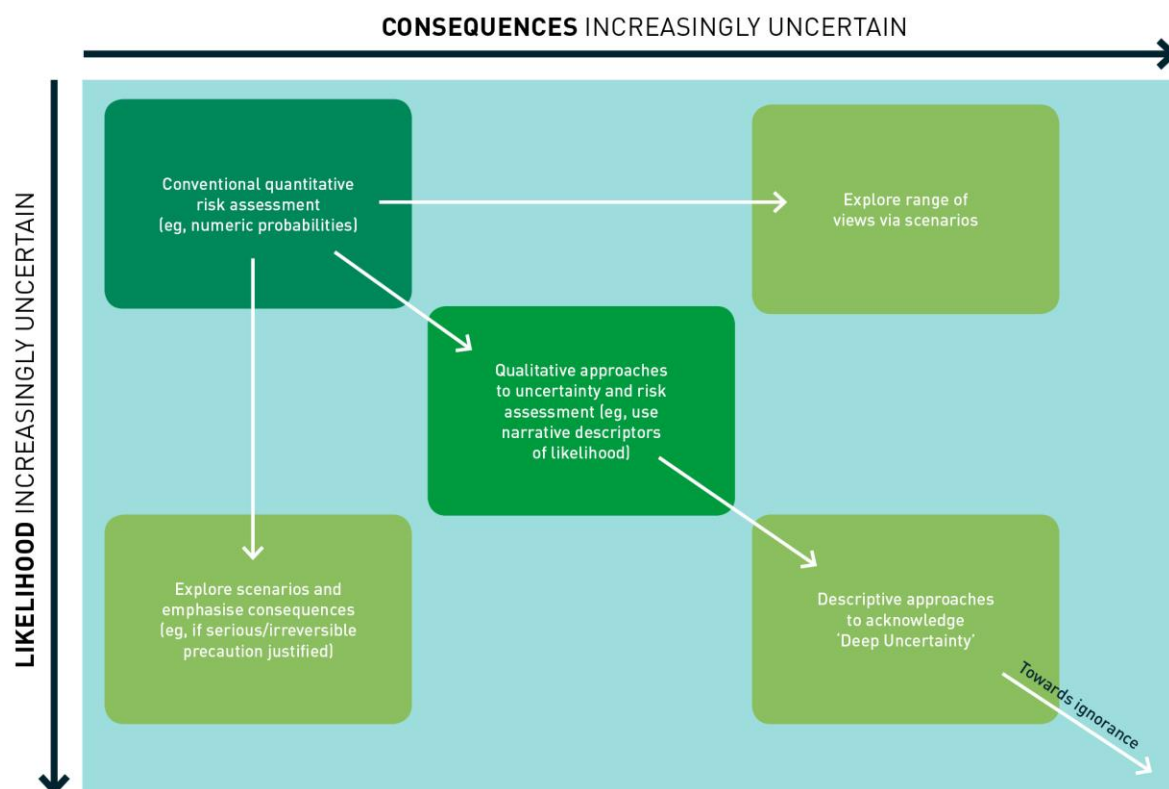 CONSEQUENCES INCREASINGLY UNCERTAIN
LIKELIHOOD INCREASINGLY UNCERTAIN
Conventional quantitative
risk assessment
(eg, numeric probabilities)
Explore range of
views via scenarios
Qualitative approaches
to uncertainty and risk
assessment (eg, use
narrative descriptors
of likelihood)
Explore scenarios and
emphasise consequences
(eg, if serious/irreversible
precaution justified)
Descriptive approaches
to acknowledge
‘Deep Uncertainty’
Towards ignorance